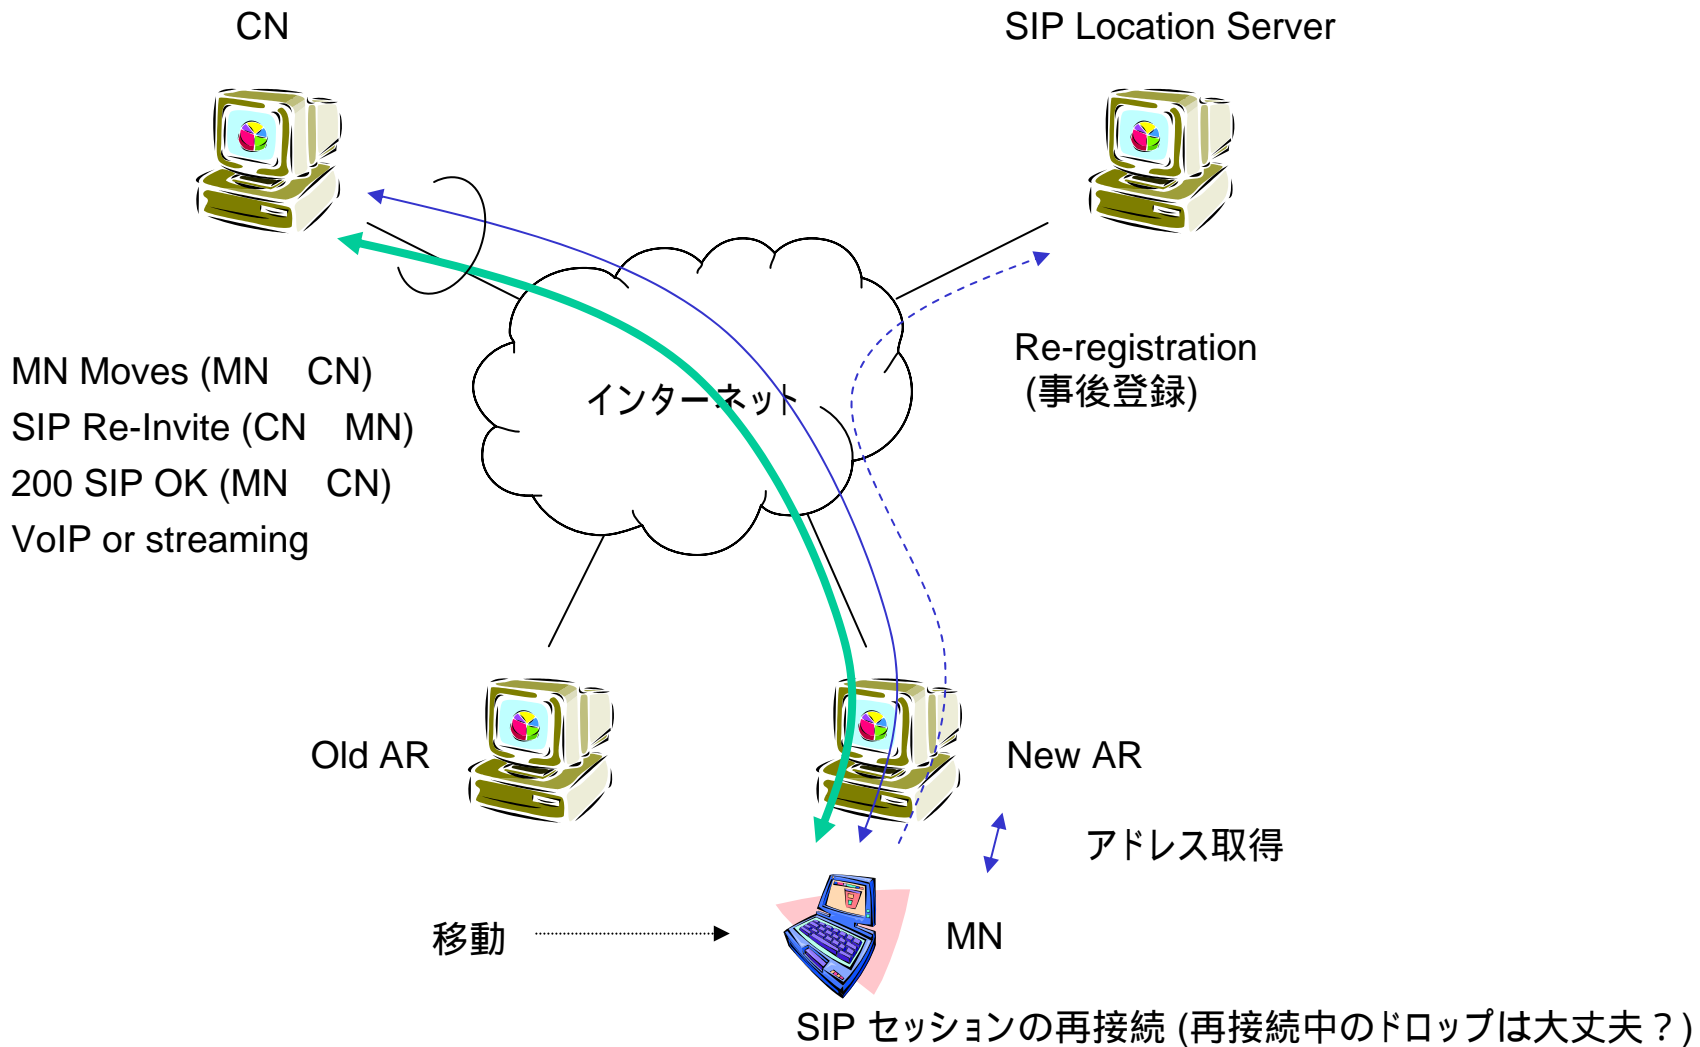 CN
SIP Location Server
MN Moves (MN　CN)
SIP Re-Invite (CN　MN)
200 SIP OK (MN　CN)
VoIP or streaming
インターネット
Re-registration
(事後登録)
Old AR
New AR
アドレス取得
移動
MN
SIP セッションの再接続 (再接続中のドロップは大丈夫？)